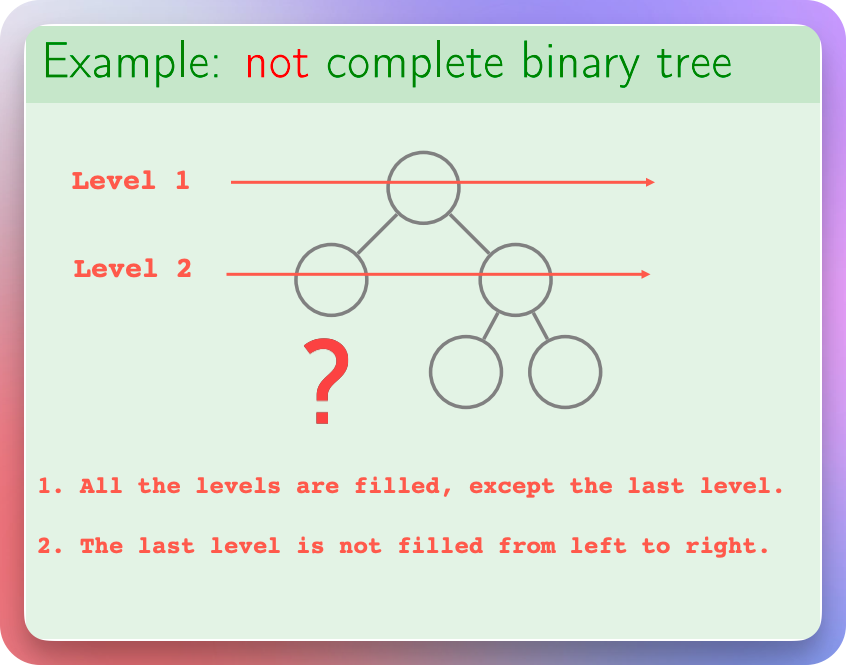 Example: not complete binary tree
Level 1
Level 2
?
1. All the levels are filled, except the last level.
2. The last level is not filled from left to right.